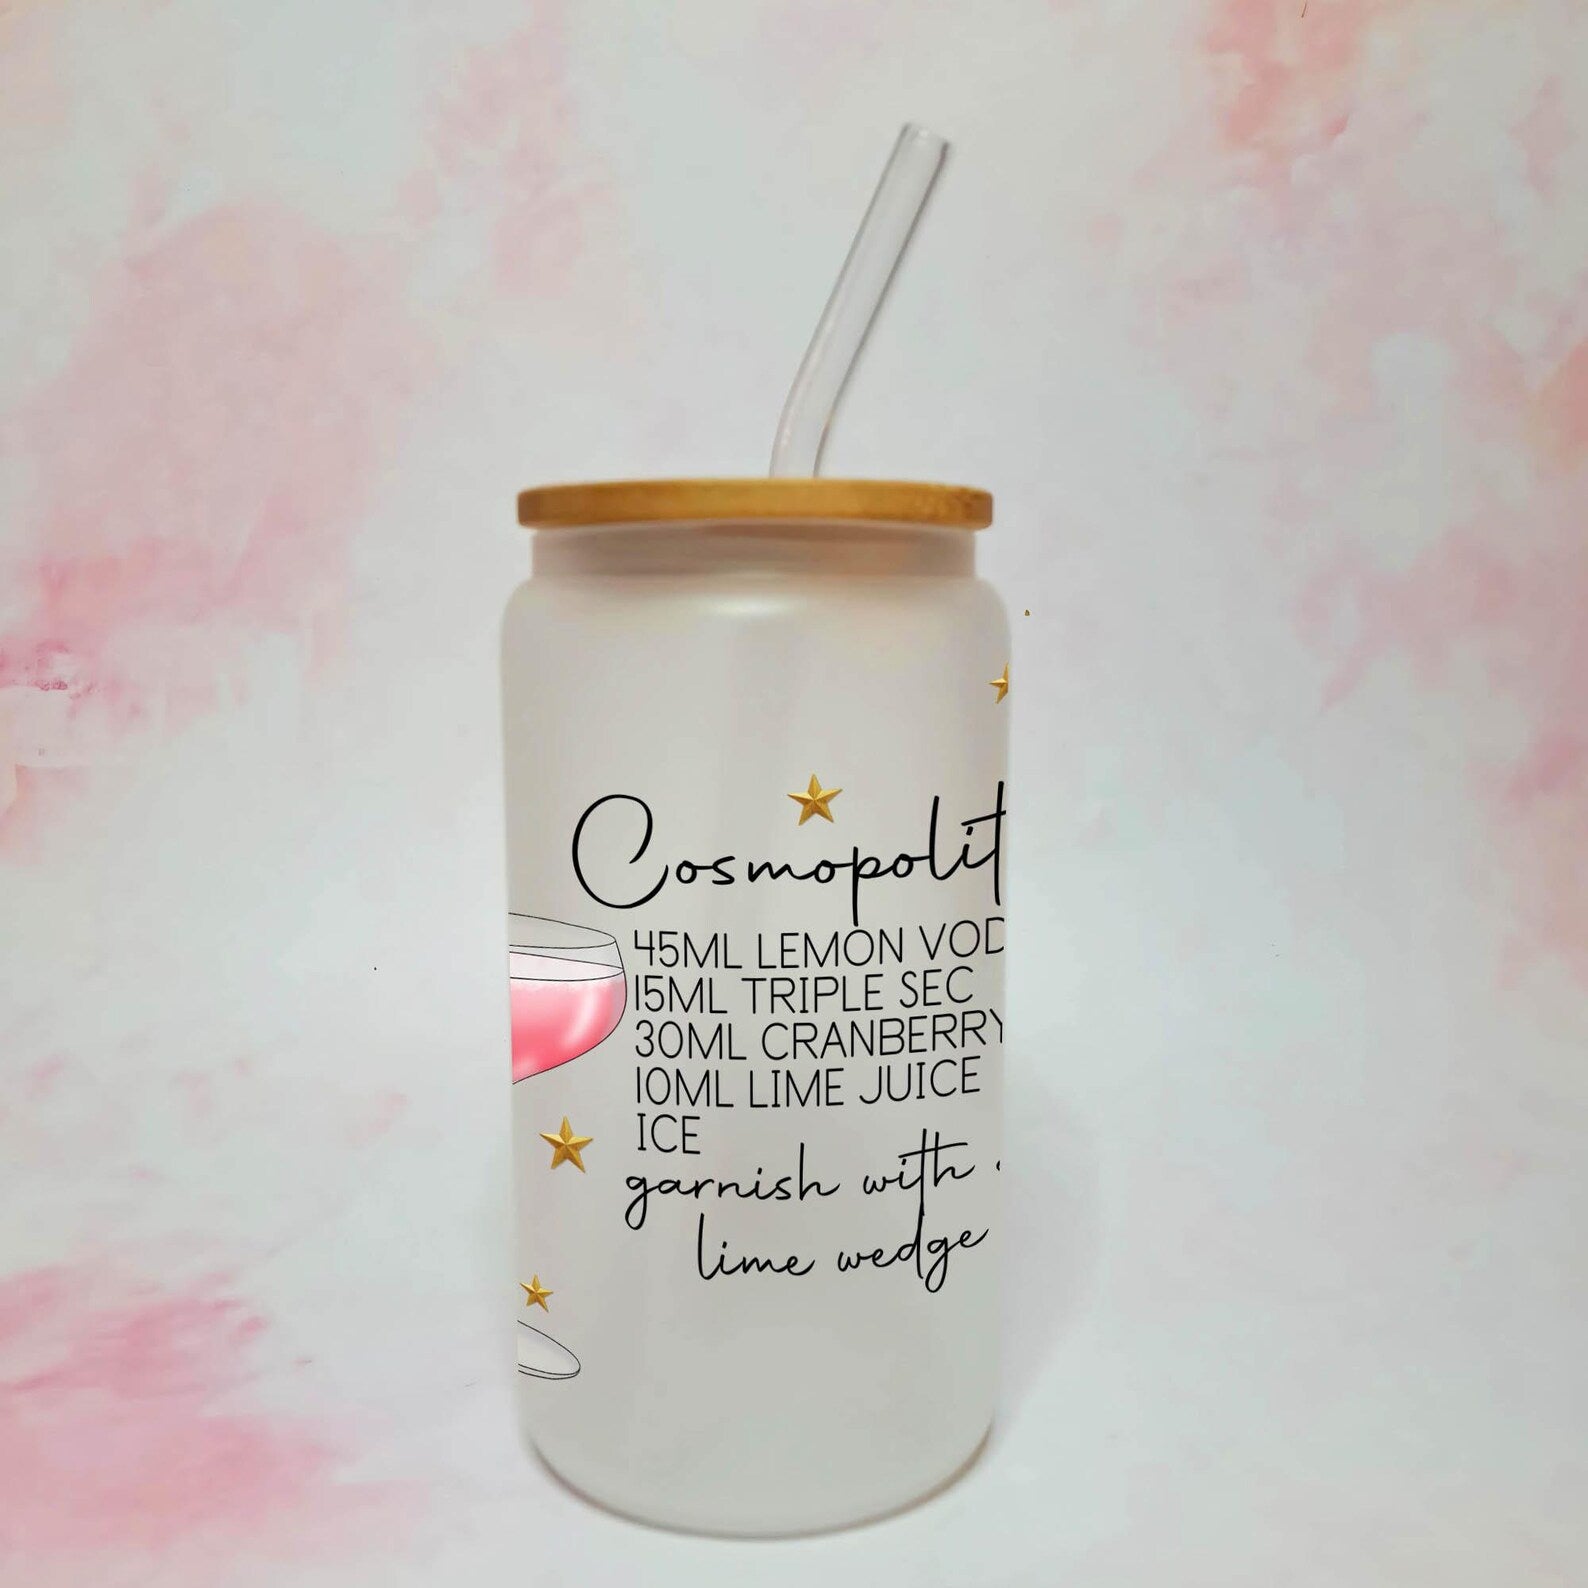 Cosmopolit
45ML LEMON VOD
15ML TRIPLE SEC
30ML CRANBERRY
10ML LIME JUICE
ICE
garnish with
lime wedge